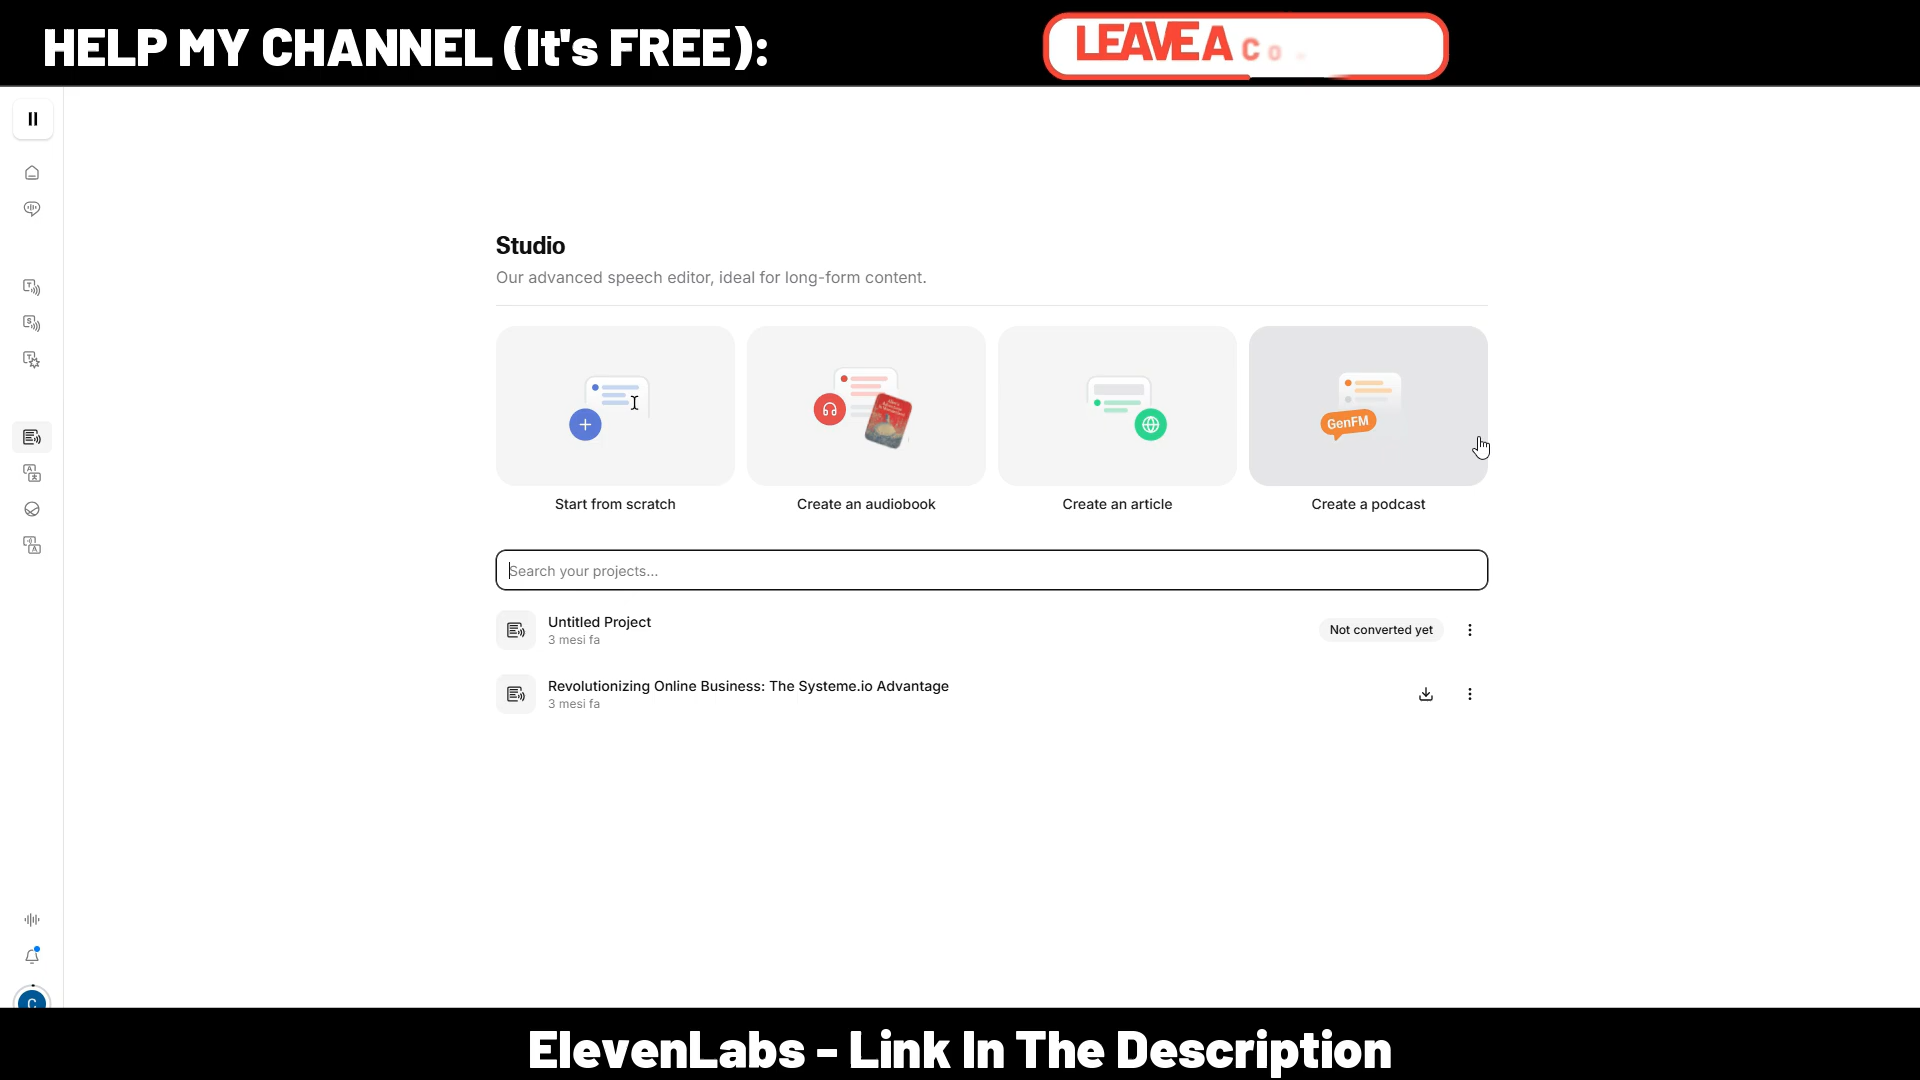 HELP MY CHANNEL (It's FREE):
LEAVE A Co
Studio
Our advanced speech editor, ideal for long-form content.
GenFM
Start from scratch
Create an audiobook
Create an article
Create a podcast
Search your projects...
Untitled Project
3 mesi fa
Not converted yet
Revolutionizing Online Business: The Systeme.io Advantage
3 mesi fa
C
ElevenLabs - Link In The Description